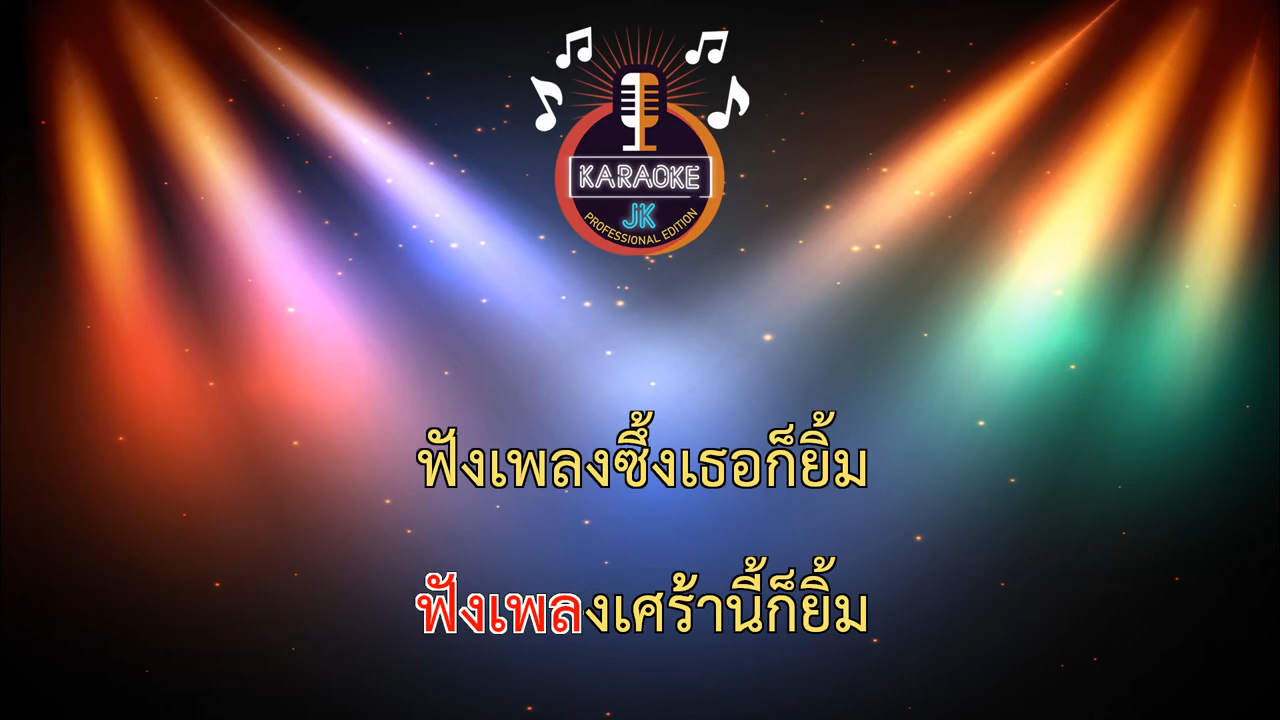 KARAOKE
JK
PROFESSIONAL EDITION
ฟังเพลงซึ้งเธอก็ยิ้ม
ฟังเพลงเศร้านี้ก็ยิ้ม